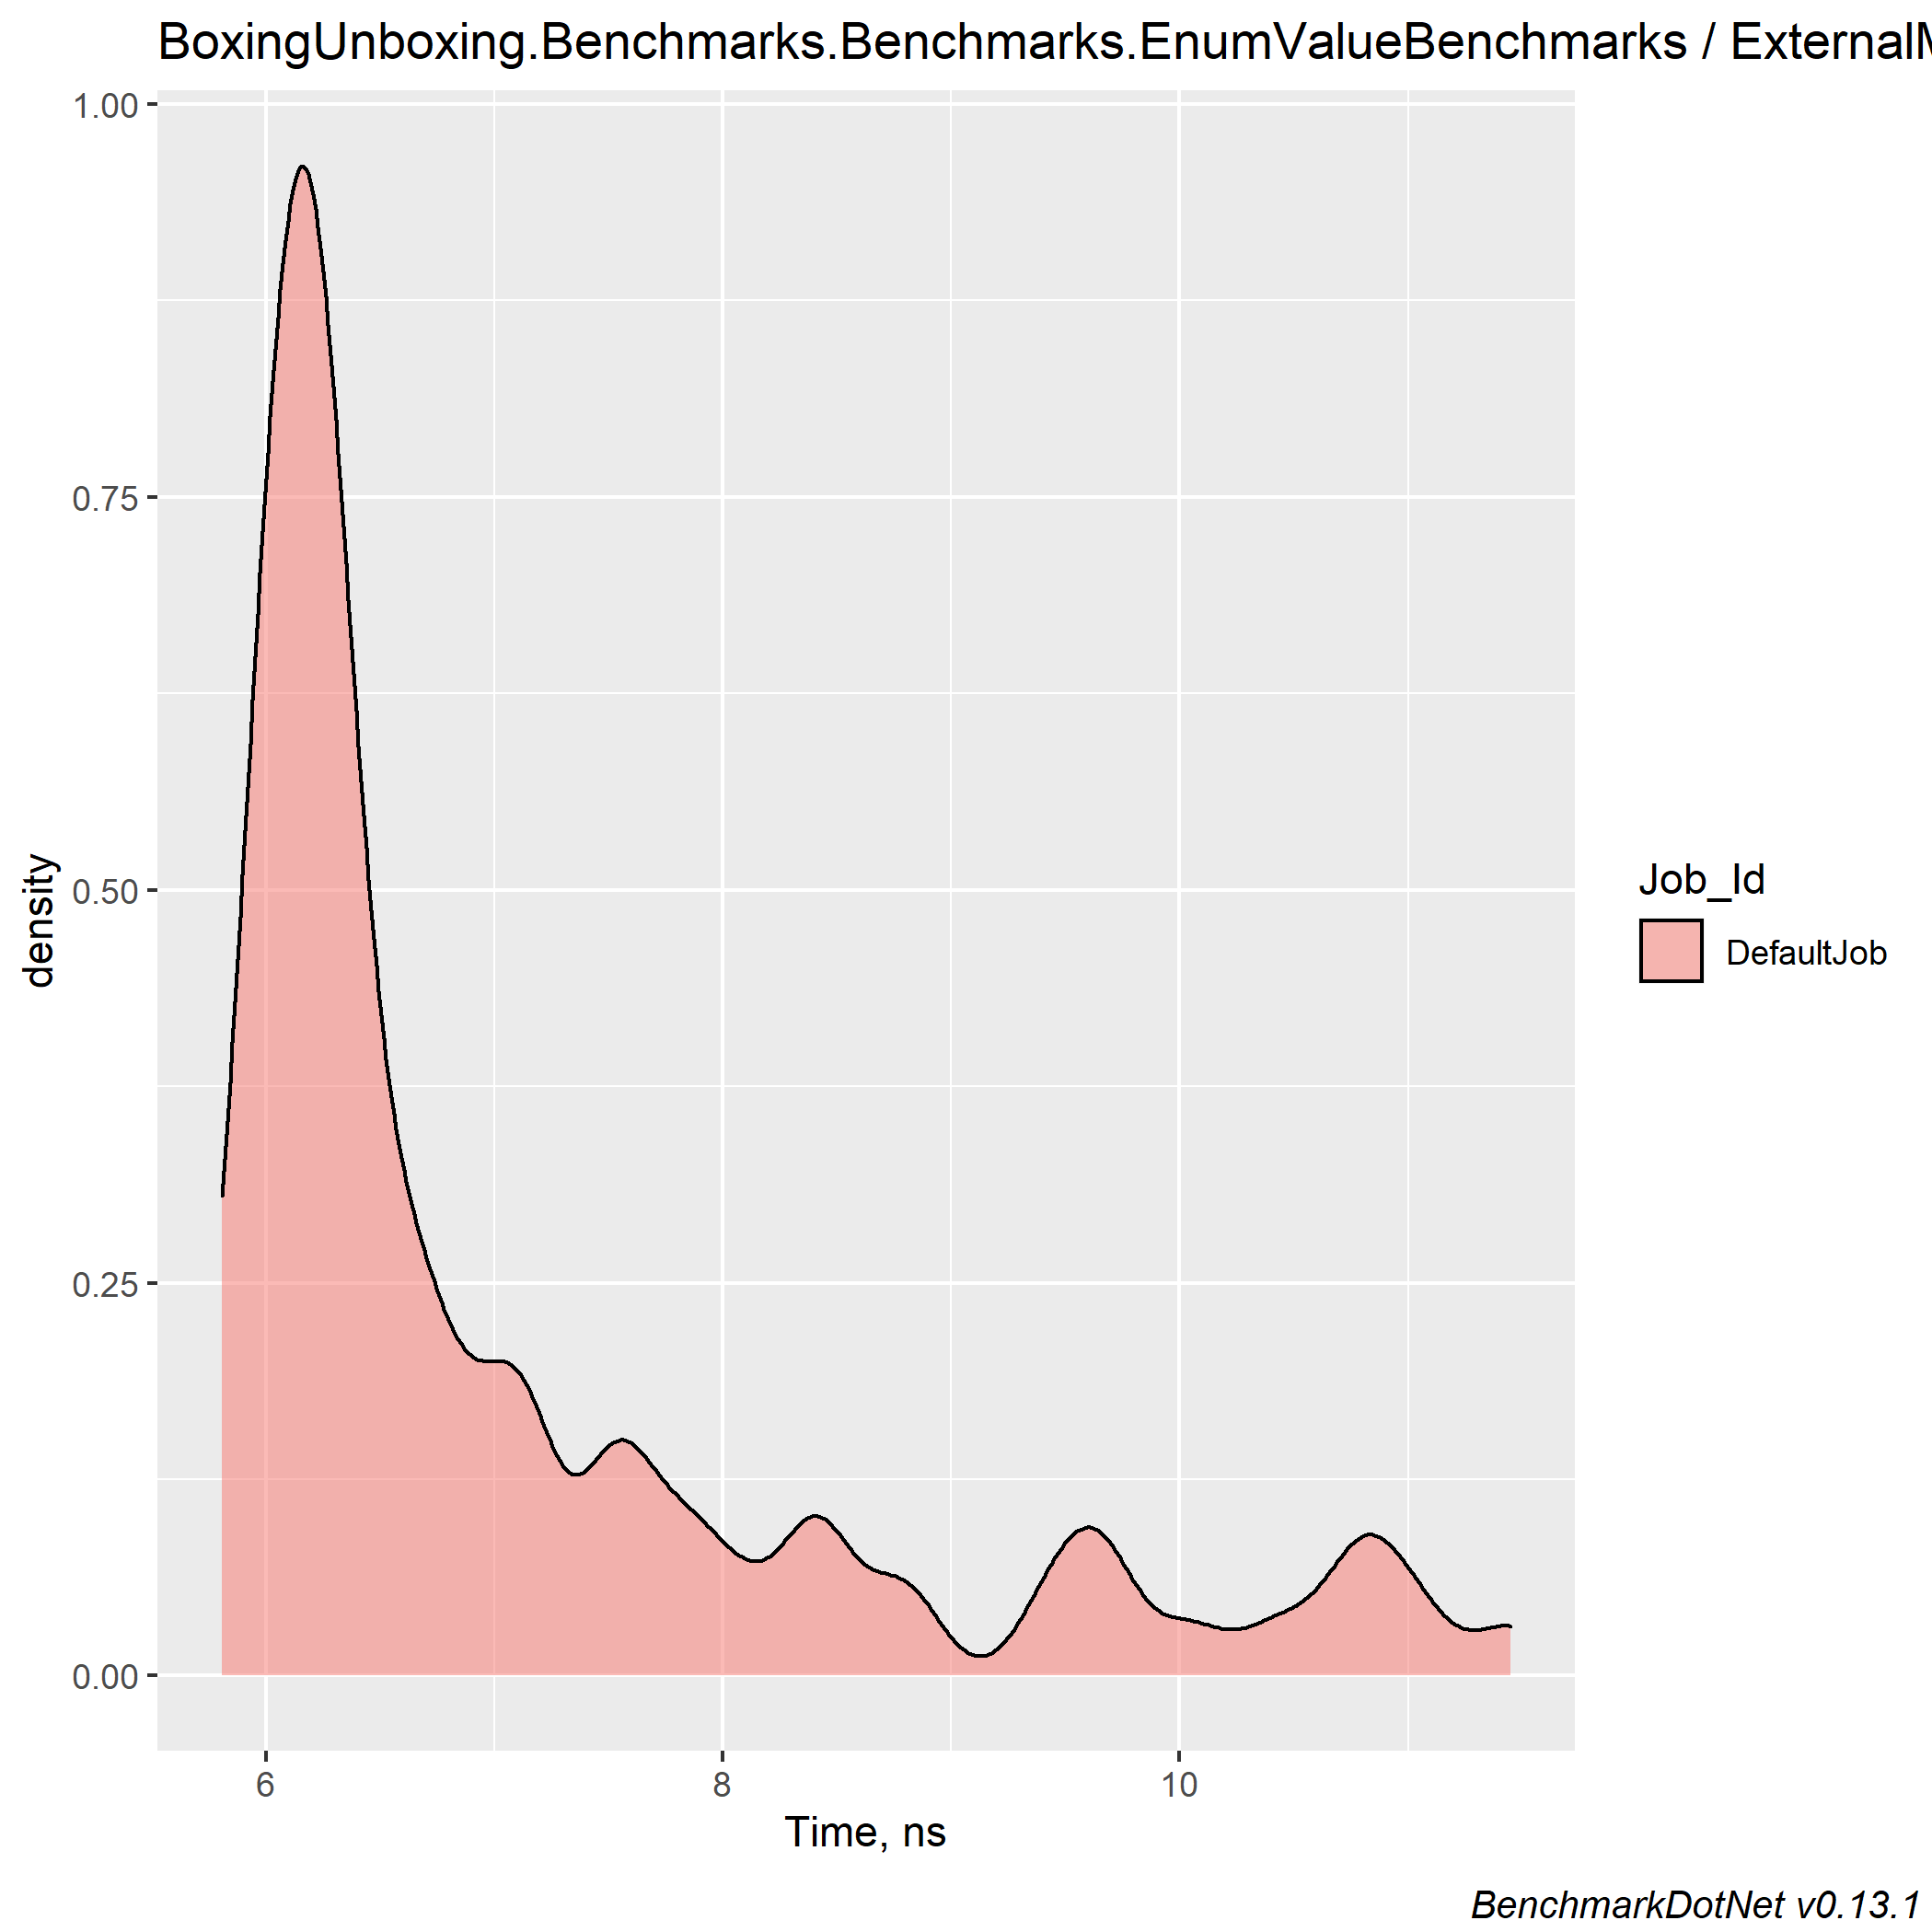 BoxingUnboxing.Benchmarks.Benchmarks.EnumValueBenchmarks / ExternalM
1.00
0.75
0.50
0.25
0.00
density
6 8 10
Time, ns
Job_Id
DefaultJob
BenchmarkDotNet v0.13.1